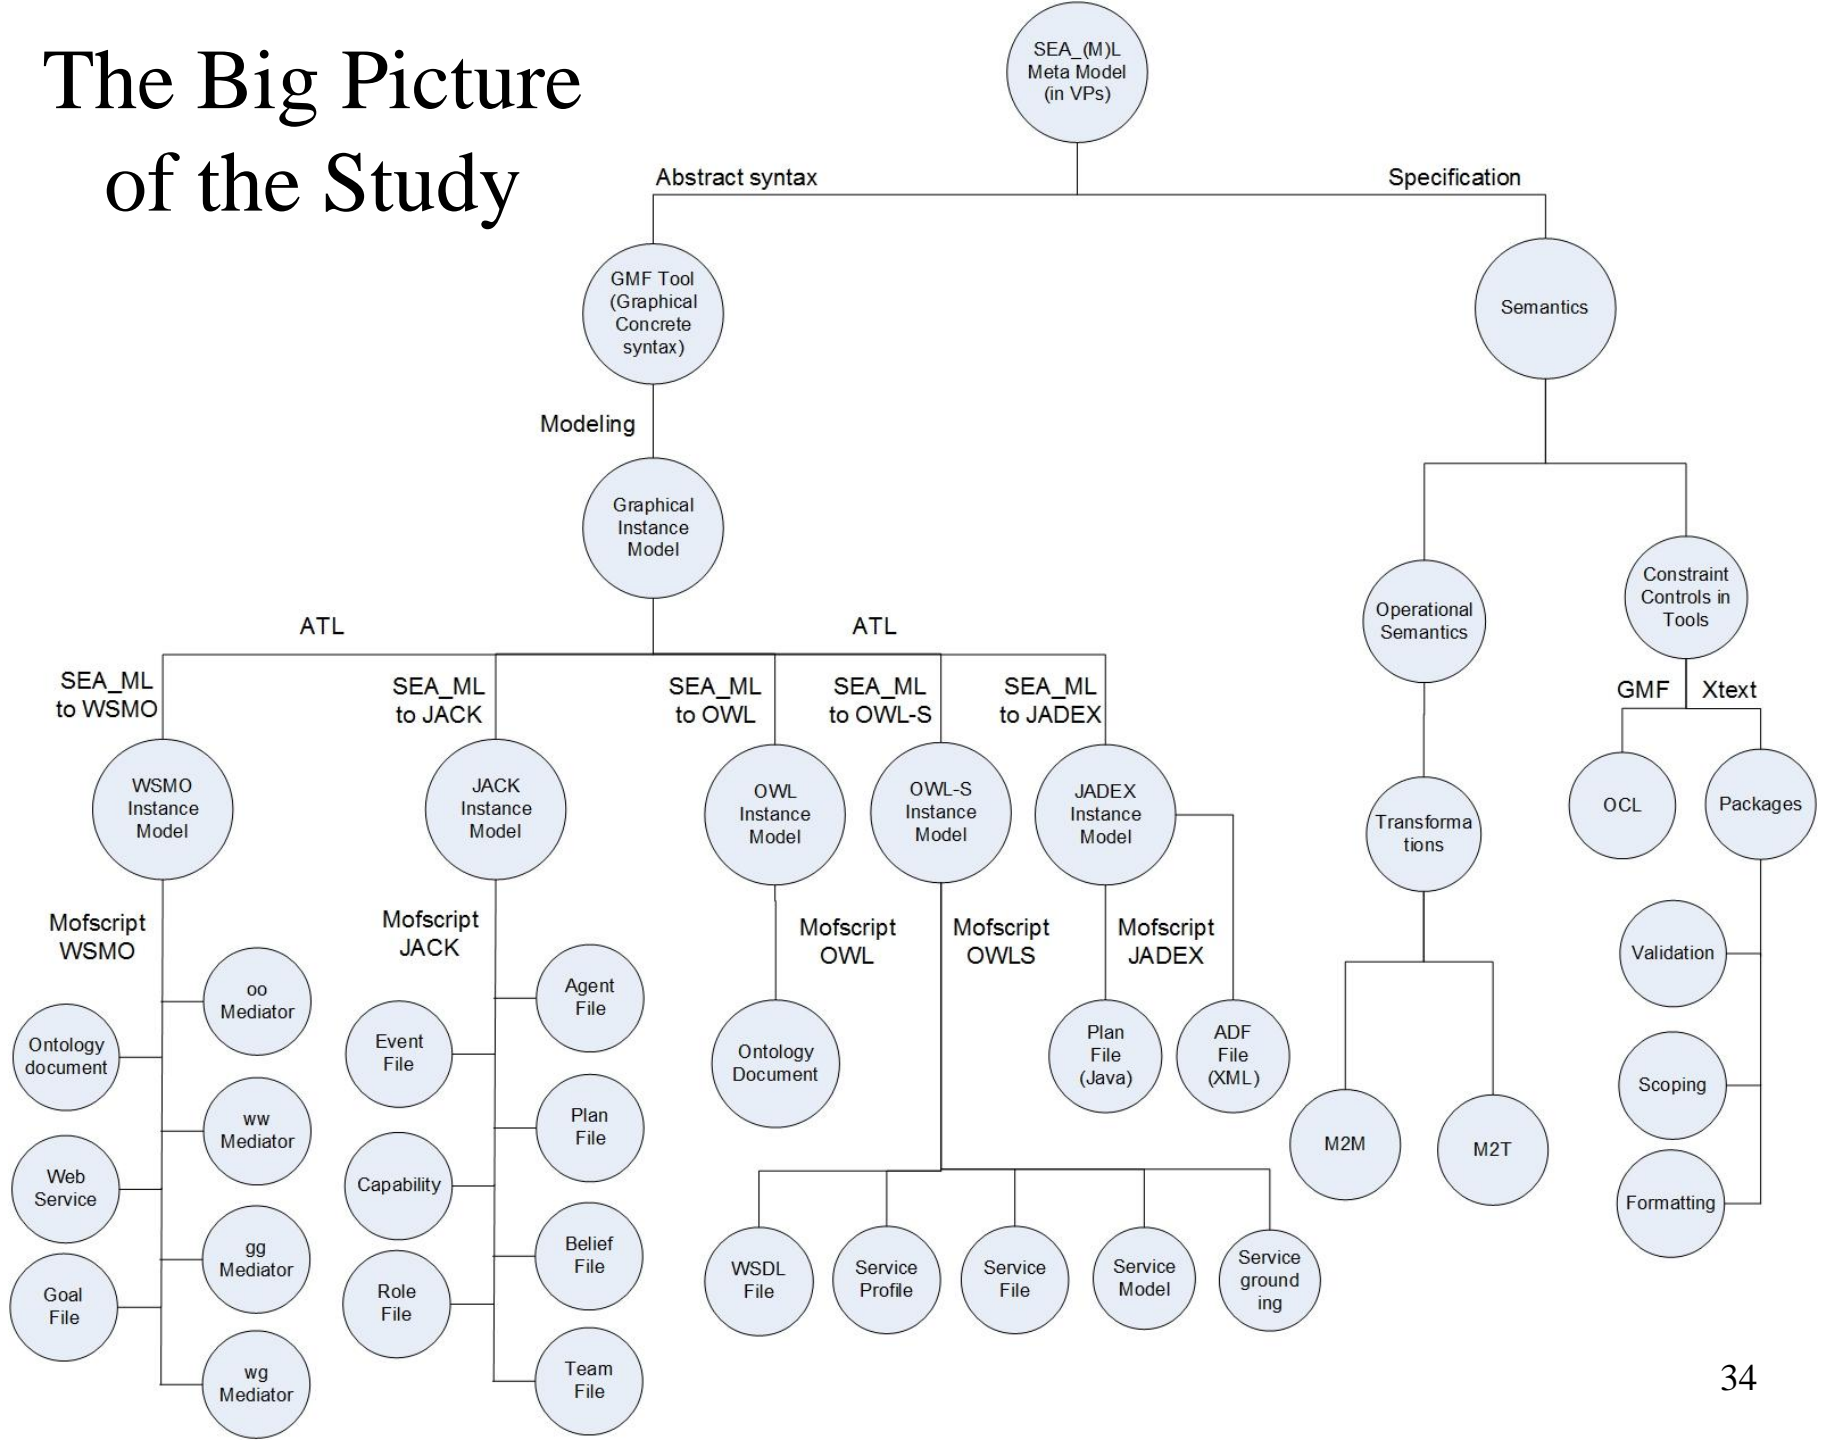 The Big Picture
of the Study
SEA_(M)L
Meta Model
(in VPs)
Abstract syntax
Specification
GMF Tool
(Graphical
Concrete
syntax)
Semantics
Modeling
Graphical
Instance
Model
Operational
Semantics
Constraint
Controls in
Tools
ATL
ATL
SEA_ML
to WSMO
SEA_ML
to JACK
SEA_ML
to OWL
SEA_ML
to OWL-S
SEA_ML
to JADEX
GMF
Xtext
WSMO
Instance
Model
JACK
Instance
Model
OWL
Instance
Model
OWL-S
Instance
Model
JADEX
Instance
Model
Transforma
tions
OCL
Packages
Mofscript
WSMO
Mofscript
JACK
Mofscript
OWL
Mofscript
OWLS
Mofscript
JADEX
Validation
Scoping
Formatting
oo
Mediator
Ontology
document
ww
Mediator
Web
Service
gg
Mediator
Goal
File
wg
Mediator
Agent
File
Event
File
Plan
File
Capability
Belief
File
Role
File
Team
File
Ontology
Document
Plan
File
(Java)
ADF
File
(XML)
M2M
M2T
WSDL
File
Service
Profile
Service
File
Service
Model
Service
ground
ing
34